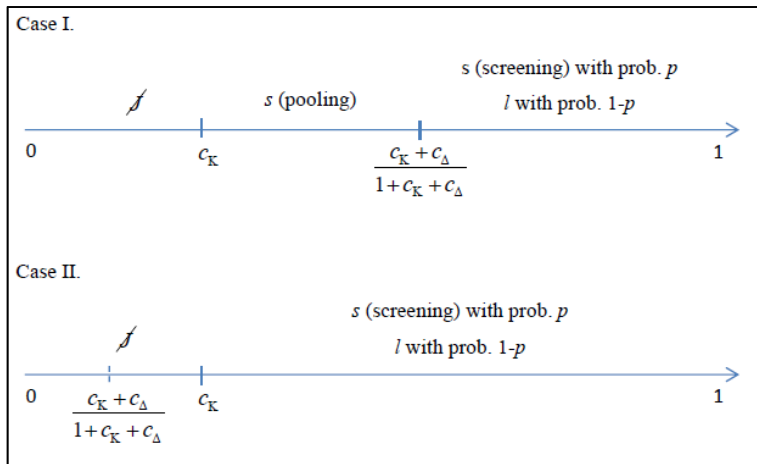 Case I.
s (screening) with prob. p
s̸ s (pooling)
l with prob. 1-p
0 c_K (c_K + c_Δ)/(1 + c_K + c_Δ) 1
Case II.
s (screening) with prob. p
s̸
l with prob. 1-p
0 (c_K + c_Δ)/(1 + c_K + c_Δ) c_K 1